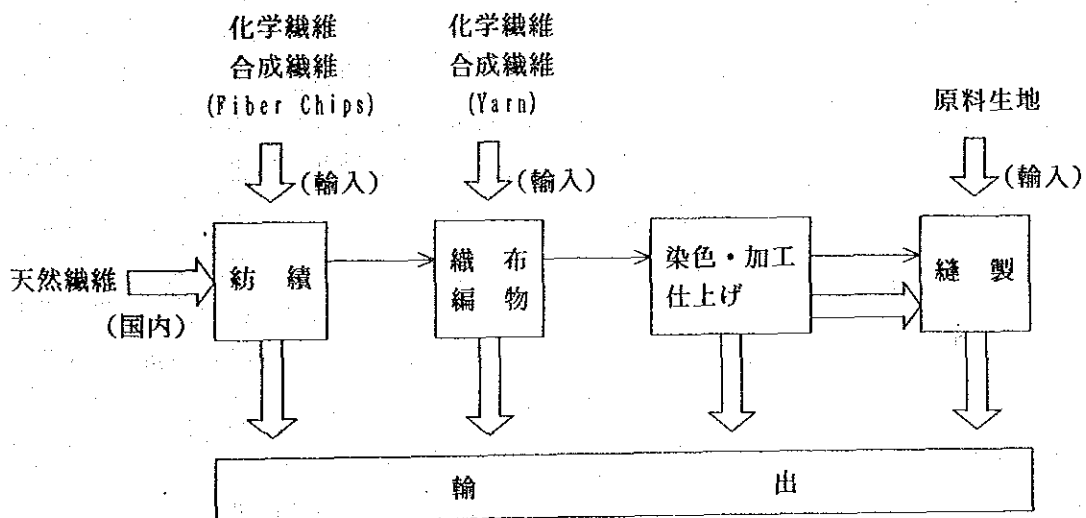 化学繊維
合成繊維
(Fiber Chips)
化学繊維
合成繊維
(Yarn)
原料生地
(輸入)
(輸入)
(輸入)
天然繊維
(国内)
紡 績
織 布
編 物
染色・加工
仕上げ
縫 製
輸 出